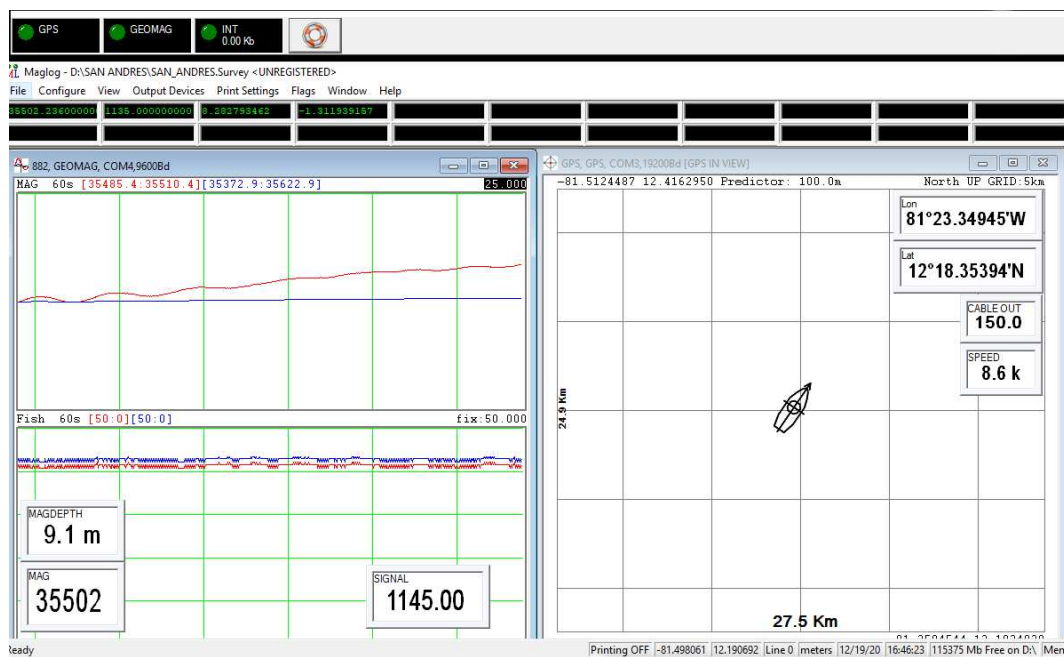 GPS
GEOMAG
INT
0.00 Kb
Maglog - D:\SAN ANDRES\SAN_ANDRES.Survey <UNREGISTERED>
File Configure View Output Devices Print Settings Flags Window Help
1135.000000000 8.282793462 -1.311939157
882, GEOMAG, COM4,9600Bd
MAG 60s [35485.4:35510.4][35372.9:35622.9] 25.000
Fish 60s [50:0][50:0] fix:50.000
MAGDEPTH
9.1 m
MAG
35502
SIGNAL
1145.00
GPS, GPS, COM3,19200Bd [GPS IN VIEW]
-81.5124487 12.4162950 Predictor: 100.0m North UP GRID:5km
Lon
81°23.34945'W
Lat
12°18.35394'N
CABLE OUT
150.0
SPEED
8.6 k
24.9 Km
27.5 Km
Ready
Printing OFF -81.498061 12.190692 Line 0 meters 12/19/20 16:46:23 115375 Mb Free on D:\